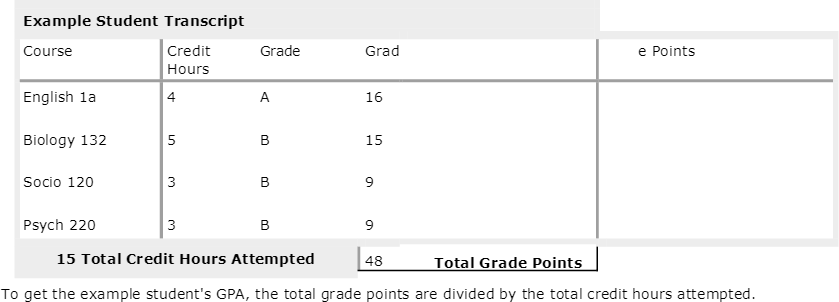 Example Student Transcript
Course Credit Hours Grade Grad e Points
English 1a 4 A 16
Biology 132 5 B 15
Socio 120 3 B 9
Psych 220 3 B 9
15 Total Credit Hours Attempted 48 Total Grade Points
To get the example student's GPA, the total grade points are divided by the total credit hours attempted.